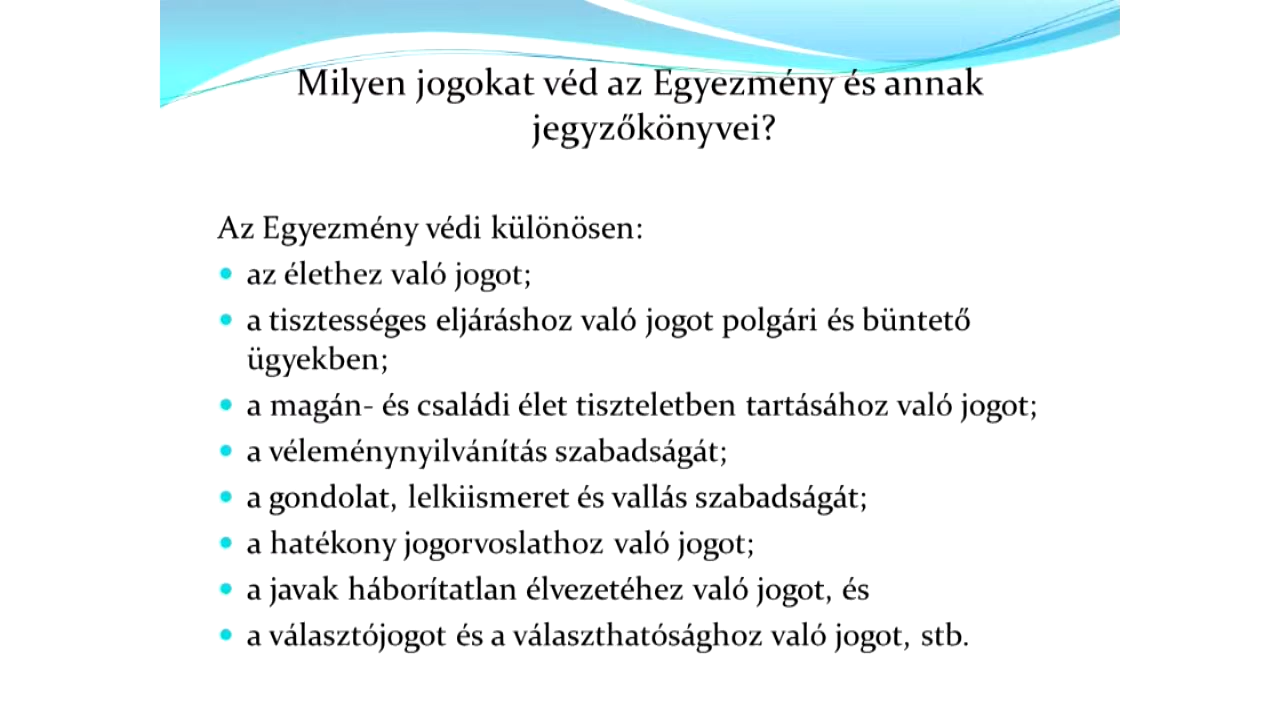 Milyen jogokat véd az Egyezmény és annak
jegyzőkönyvei?
Az Egyezmény védi különösen:
• az élethez való jogot;
• a tisztességes eljáráshoz való jogot polgári és büntető
ügyekben;
• a magán- és családi élet tiszteletben tartásához való jogot;
• a véleménynyilvánítás szabadságát;
• a gondolat, lelkiismeret és vallás szabadságát;
• a hatékony jogorvoslathoz való jogot;
• a javak háborítatlan élvezetéhez való jogot, és
• a választójogot és a választhatósághoz való jogot, stb.